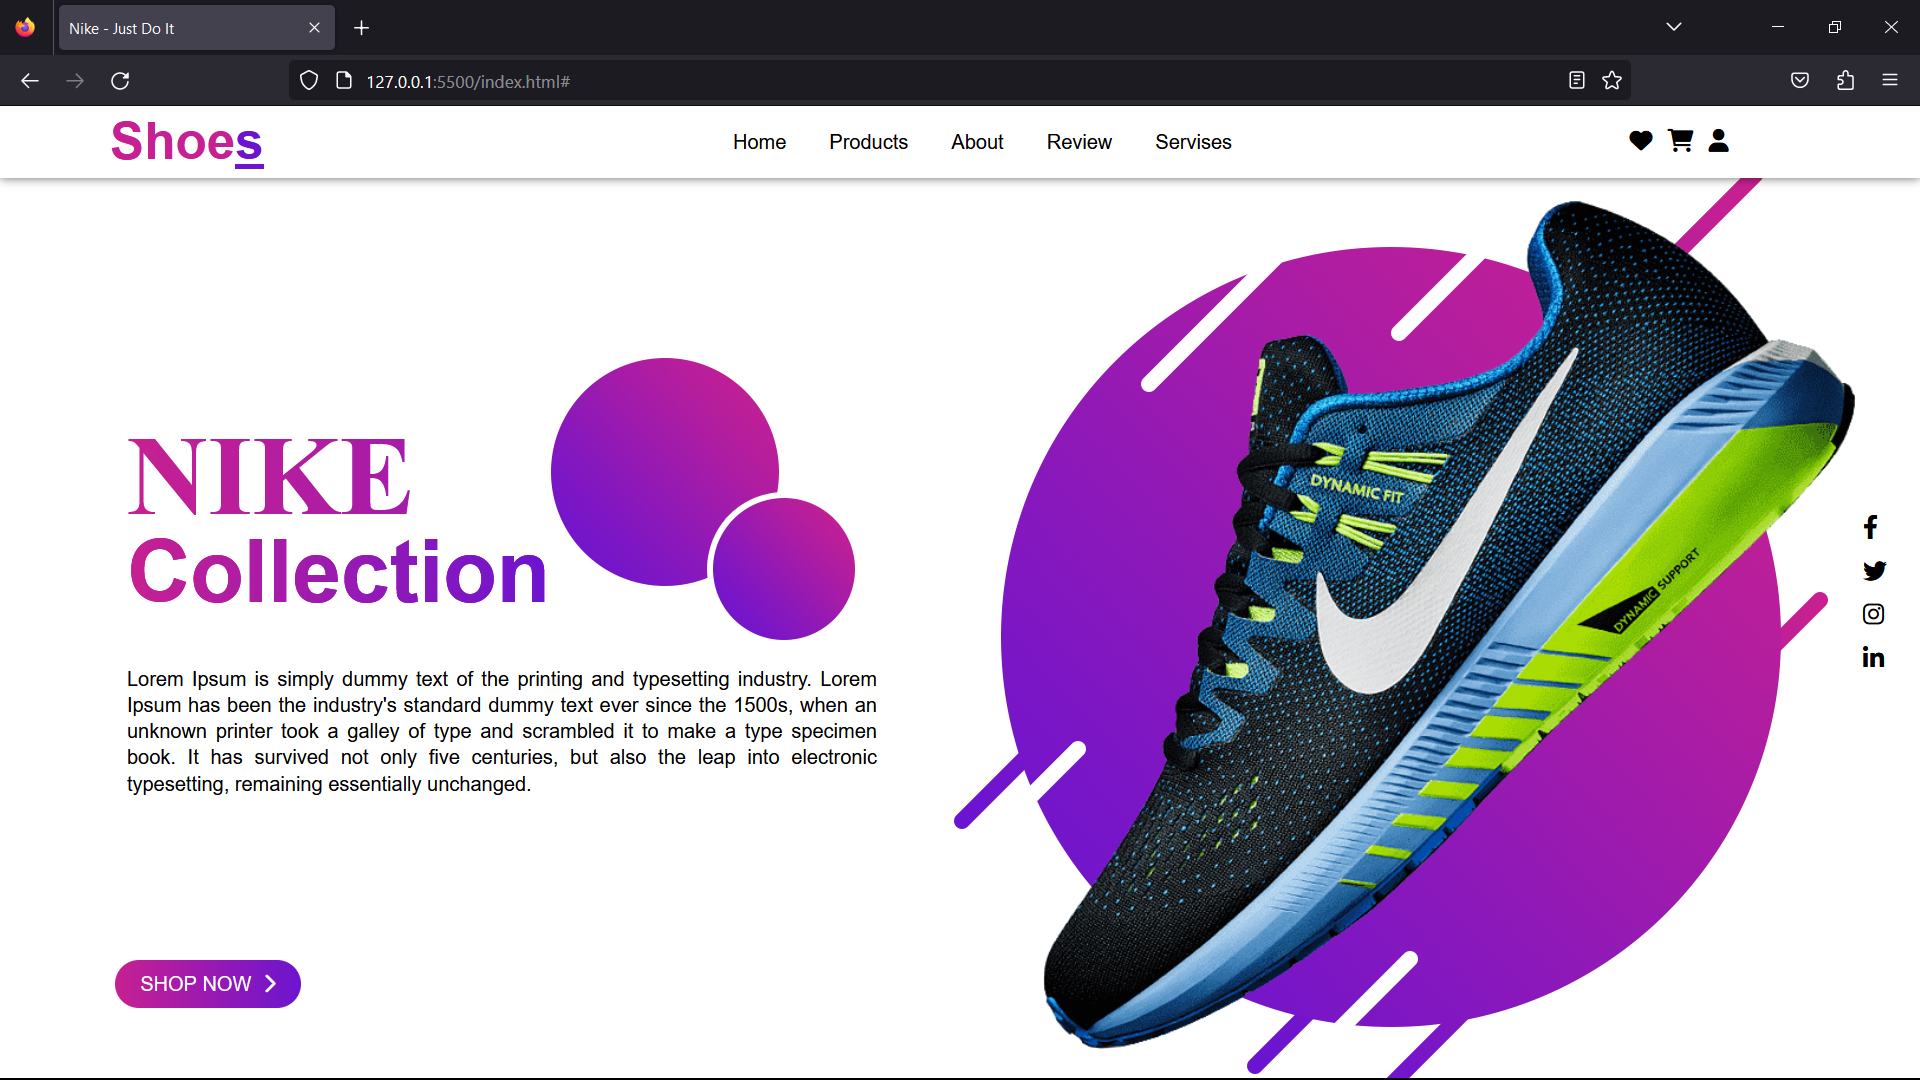 Nike - Just Do It
127.0.0.1:5500/index.html#
Shoes
Home Products About Review Servises
NIKE
Collection
Lorem Ipsum is simply dummy text of the printing and typesetting industry. Lorem
Ipsum has been the industry's standard dummy text ever since the 1500s, when an
unknown printer took a galley of type and scrambled it to make a type specimen
book. It has survived not only five centuries, but also the leap into electronic
typesetting, remaining essentially unchanged.
SHOP NOW
DYNAMIC FIT
DYNAMIC SUPPORT